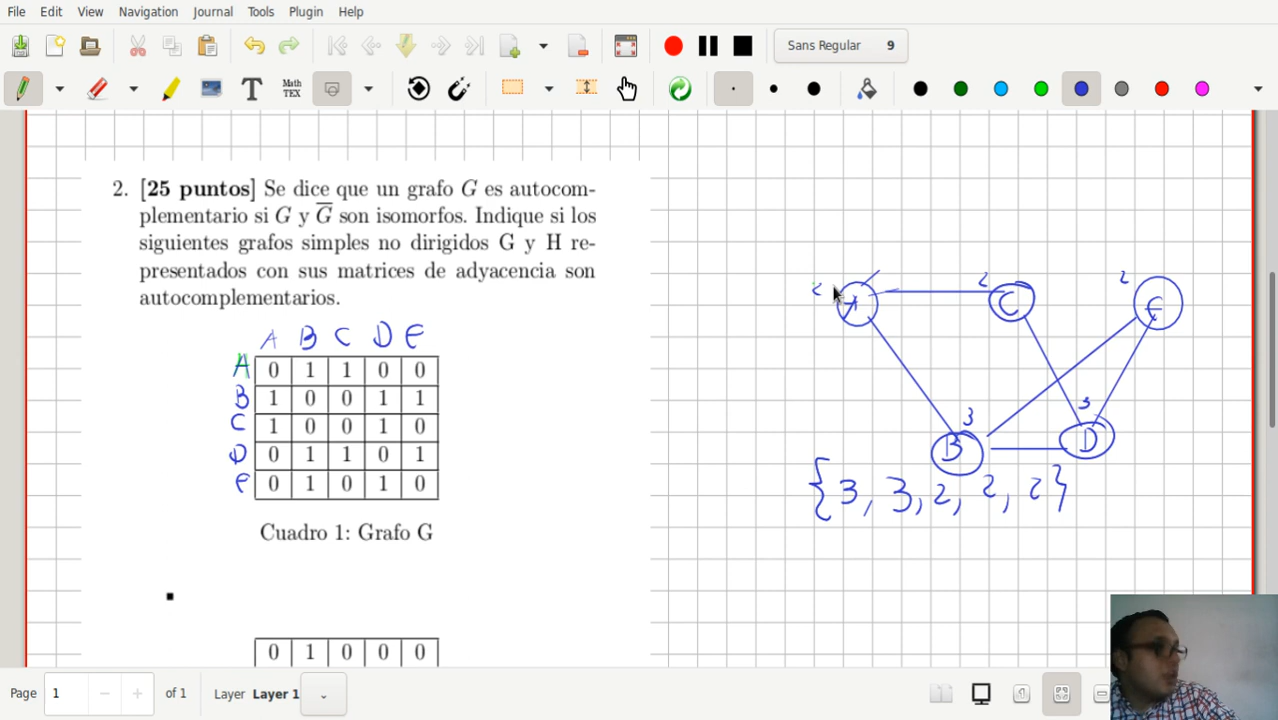 File Edit View Navigation Journal Tools Plugin Help
Sans Regular 9
T Math TEX
2. [25 puntos] Se dice que un grafo G es autocom-
plementario si G y G̅ son isomorfos. Indique si los
siguientes grafos simples no dirigidos G y H re-
presentados con sus matrices de adyacencia son
autocomplementarios.
A B C D E
A 0 1 1 0 0
B 1 0 0 1 1
C 1 0 0 1 0
D 0 1 1 0 1
E 0 1 0 1 0
Cuadro 1: Grafo G
0 1 0 0 0
2 2 2
A C E
3 3
B D
{3, 3, 2, 2, 2}
Page 1 of 1 Layer Layer 1